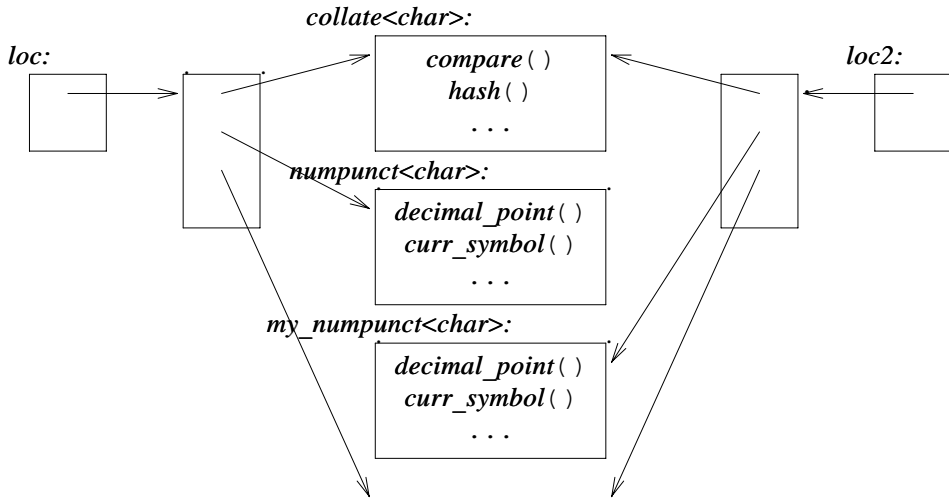 collate<char>:
loc:
loc2:
compare()
hash()
...
numpunct<char>:
decimal_point()
curr_symbol()
...
my_numpunct<char>:
decimal_point()
curr_symbol()
...